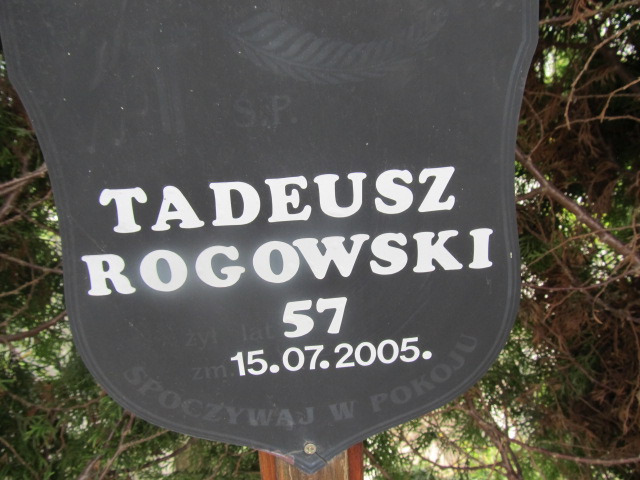 Ś.P.
TADEUSZ
ROGOWSKI
żył lat 57
zm. 15.07.2005.
SPOCZYWAJ W POKOJU